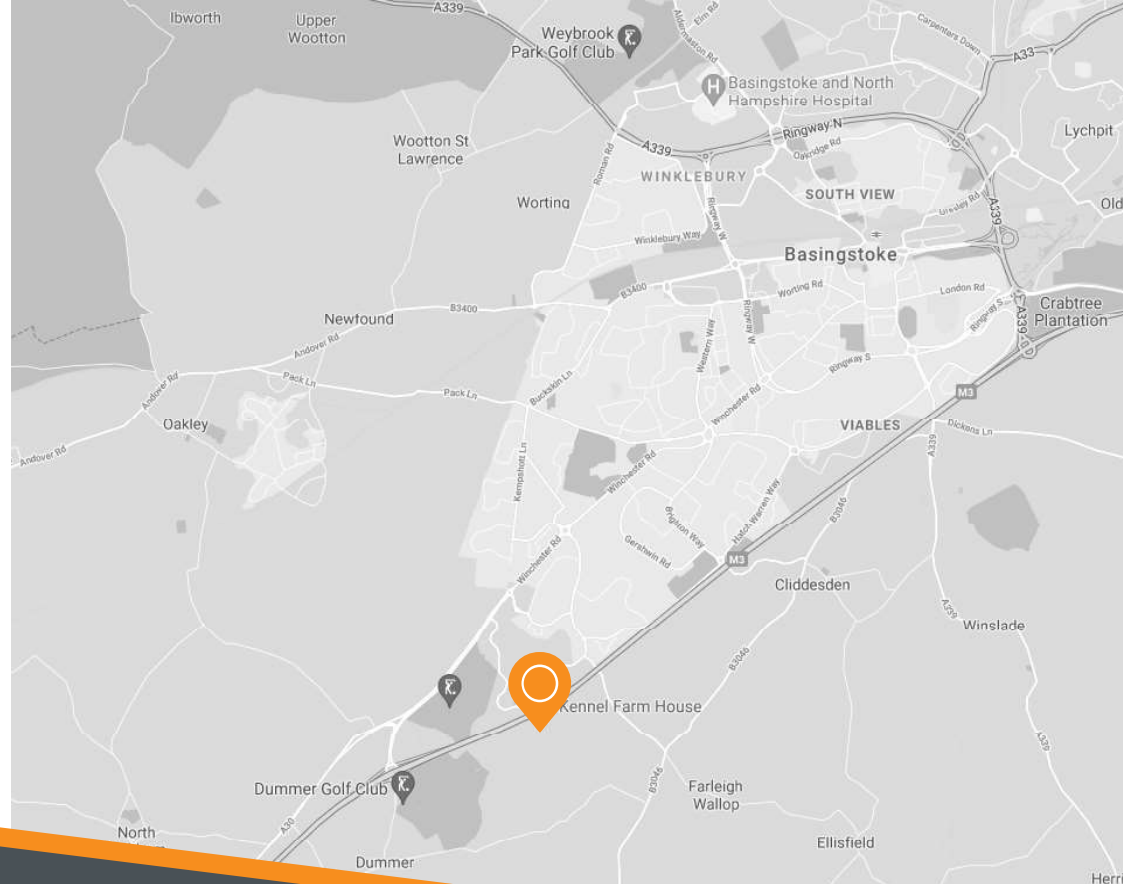 A339
Ibworth
Upper
Wootton
Weybrook
Park Golf Club
Elm Rd
Aldermaston Rd
Carpenters Down
A33
H
Basingstoke and North
Hampshire Hospital
Lychpit
Wootton St
Lawrence
Roman Rd
A339
Ringway N
Oakridge Rd
WINKLEBURY
SOUTH VIEW
Worting
Ringway W
A339
Old
Winklebury Way
Basingstoke
B3400
B3400
Worting Rd
London Rd
Crabtree
Plantation
Newfound
Ringway W
Ringway S
A339
Andover Rd
Western Way
Ringway S
Andover Rd
Pack Ln
Pack Ln
Buckskin Ln
Winchester Rd
M3
Oakley
VIABLES
Dickens Ln
A339
Andover Rd
Kempshott Ln
Winchester Rd
Hatch Warren Way
B3046
Brighton Way
Gershwin Rd
Winchester Rd
M3
Cliddesden
A339
Winslade
B3046
Kennel Farm House
A339
B3046
Dummer Golf Club
Farleigh
Wallop
A30
North
Ellisfield
Dummer